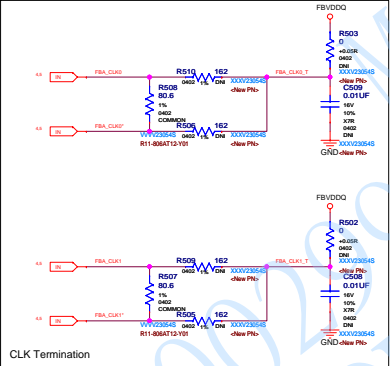 FBVDDQ
R503
0
+0.05R
0402
DNI
XXXV23054S
<New PN>
IN
FBA_CLK0
R510
162
0402
1%
DNI
XXXV23054S
<New PN>
FBA_CLK0_T
R508
80.6
1%
0402
COMMON
VVVV23054S
R11-806AT12-Y01
C509
0.01UF
16V
10%
X7R
0402
DNI
XXXV23054S
<New PN>
GND
IN
FBA_CLK0*
R506
162
0402
1%
DNI
XXXV23054S
<New PN>
FBVDDQ
R502
0
+0.05R
0402
DNI
XXXV23054S
<New PN>
IN
FBA_CLK1
R509
162
0402
1%
DNI
XXXV23054S
<New PN>
FBA_CLK1_T
R507
80.6
1%
0402
COMMON
VVVV23054S
R11-806AT12-Y01
C508
0.01UF
16V
10%
X7R
0402
DNI
XXXV23054S
<New PN>
GND
IN
FBA_CLK1*
R505
162
0402
1%
DNI
XXXV23054S
<New PN>
CLK Termination